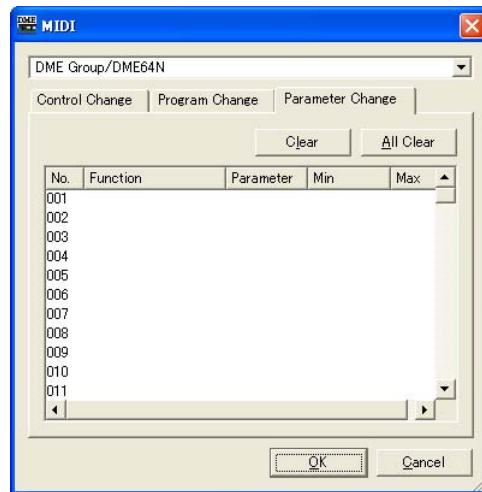 DME MIDI
DME Group/DME64N
Control Change Program Change Parameter Change
Clear All Clear
No. Function Parameter Min Max
001
002
003
004
005
006
007
008
009
010
011
OK Cancel